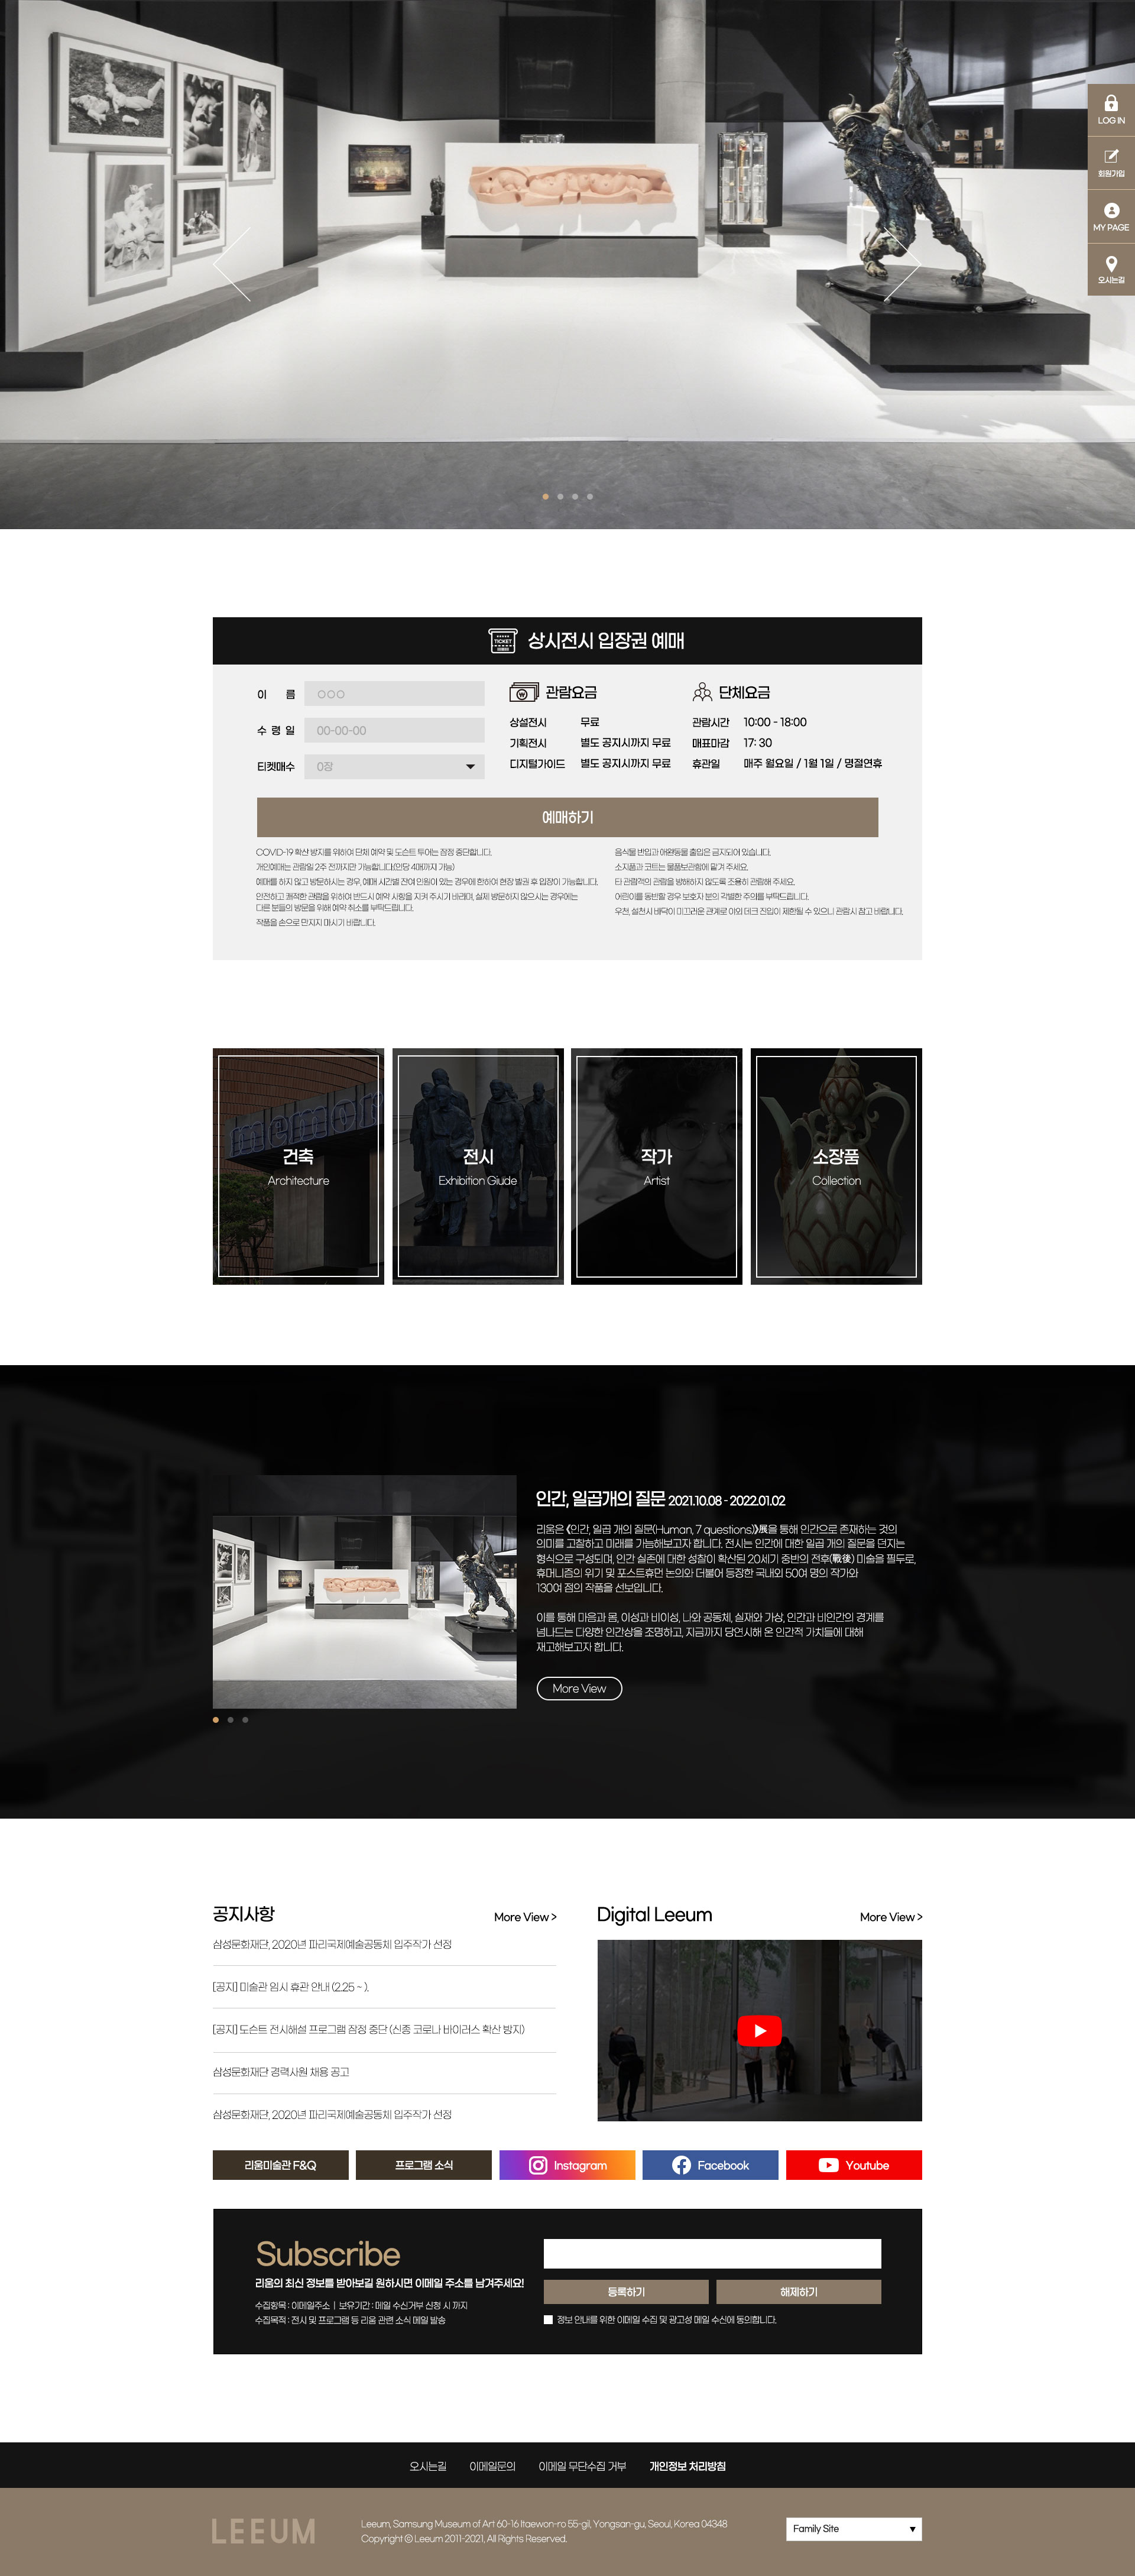 LOG IN
회원가입
MY PAGE
오시는길
TICKET
상시전시 입장권 예매
이 름
○○○
수 령 일
00-00-00
티켓매수
0장
관람요금
상설전시 무료
기획전시 별도 공지시까지 무료
디지털가이드 별도 공지시까지 무료
단체요금
관람시간 10:00 - 18:00
매표마감 17: 30
휴관일 매주 월요일 / 1월 1일 / 명절연휴
예매하기
COVID-19 확산 방지를 위하여 단체 예약 및 도슨트 투어는 잠정 중단합니다.
개인예매는 관람일 2주 전까지만 가능합니다.(인당 4매까지 가능)
예매를 하지 않고 방문하시는 경우, 예매 시간별 잔여 인원이 있는 경우에 한하여 현장 발권 후 입장이 가능합니다.
안전하고 쾌적한 관람을 위하여 반드시 예약 사항을 지켜 주시기 바라며, 실제 방문하지 않으시는 경우에는
다른 분들의 방문을 위해 예약 취소를 부탁드립니다.
작품을 손으로 만지지 마시기 바랍니다.
음식물 반입과 애완동물 출입은 금지되어 있습니다.
소지품과 코트는 물품보관함에 맡겨 주세요.
타 관람객의 관람을 방해하지 않도록 조용히 관람해 주세요.
어린이를 동반할 경우 보호자 분의 각별한 주의를 부탁드립니다.
우천, 설천시 바닥이 미끄러운 관계로 야외 데크 진입이 제한될 수 있으니 관람시 참고 바랍니다.
memor
건축
Architecture
전시
Exhibition Giude
작가
Artist
소장품
Collection
인간, 일곱개의 질문 2021.10.08 - 2022.01.02
리움은 《인간, 일곱 개의 질문(Human, 7 questions)》展을 통해 인간으로 존재하는 것의
의미를 고찰하고 미래를 가늠해보고자 합니다. 전시는 인간에 대한 일곱 개의 질문을 던지는
형식으로 구성되며, 인간 실존에 대한 성찰이 확산된 20세기 중반의 전후(戰後) 미술을 필두로,
휴머니즘의 위기 및 포스트휴먼 논의와 더불어 등장한 국내외 50여 명의 작가와
130여 점의 작품을 선보입니다.
이를 통해 마음과 몸, 이성과 비이성, 나와 공동체, 실재와 가상, 인간과 비인간의 경계를
넘나드는 다양한 인간상을 조명하고, 지금까지 당연시해 온 인간적 가치들에 대해
재고해보고자 합니다.
More View
공지사항
More View >
삼성문화재단, 2020년 파리국제예술공동체 입주작가 선정
[공지] 미술관 임시 휴관 안내 (2.25 ~ ).
[공지] 도슨트 전시해설 프로그램 잠정 중단 (신종 코로나 바이러스 확산 방지)
삼성문화재단 경력사원 채용 공고
삼성문화재단, 2020년 파리국제예술공동체 입주작가 선정
Digital Leeum
More View >
리움미술관 F&Q
프로그램 소식
Instagram
Facebook
Youtube
Subscribe
리움의 최신 정보를 받아보길 원하시면 이메일 주소를 남겨주세요!
수집항목 : 이메일주소 | 보유기간 : 메일 수신거부 신청 시 까지
수집목적 : 전시 및 프로그램 등 리움 관련 소식 메일 발송
등록하기
해제하기
정보 안내를 위한 이메일 수집 및 광고성 메일 수신에 동의합니다.
오시는길
이메일문의
이메일 무단수집 거부
개인정보 처리방침
LEEUM
Leeum, Samsung Museum of Art 60-16 Itaewon-ro 55-gil, Yongsan-gu, Seoul, Korea 04348
Copyright ⓒ Leeum 2011-2021, All Rights Reserved.
Family Site